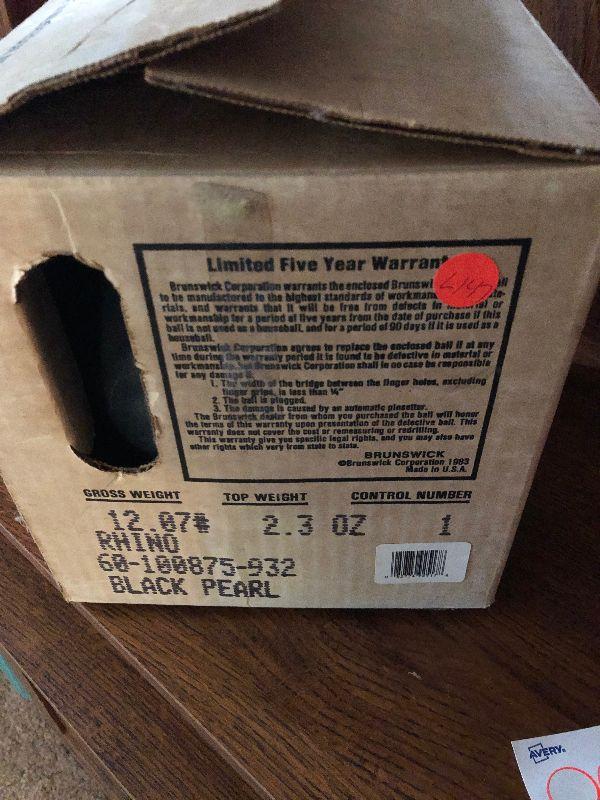 Limited Five Year Warran
Brunswick Corporation warrants the enclosed Brunswi
to be manufactured to the highest standards of workman
rials, and warrants that it will be free from defects in or
workmanship for a period of five years from the date of purchase if this
ball is not used as a houseball, and for a period of 90 days if it is used as a
houseball.
Brunswick Corporation agrees to replace the enclosed ball if at any
time during the warranty period it is found to be defective in material or
workmanship. Brunswick Corporation shall in no case be responsible
for any damage if:
1. The width of the bridge between the finger holes, excluding
finger grips, is less than ¼"
2. The ball is plugged.
3. The damage is caused by an automatic pinsetter.
The Brunswick dealer from whom you purchased the ball will honor
the terms of this warranty upon presentation of the defective ball. This
warranty does not cover the cost or remeasuring or redrilling.
This warranty give you specific legal rights, and you may also have
other rights which vary from state to state.
BRUNSWICK
©Brunswick Corporation 1983
Made in U.S.A.
GROSS WEIGHT TOP WEIGHT CONTROL NUMBER
12.07# 2.3 OZ 1
RHINO
60-100875-932
BLACK PEARL
AVERY